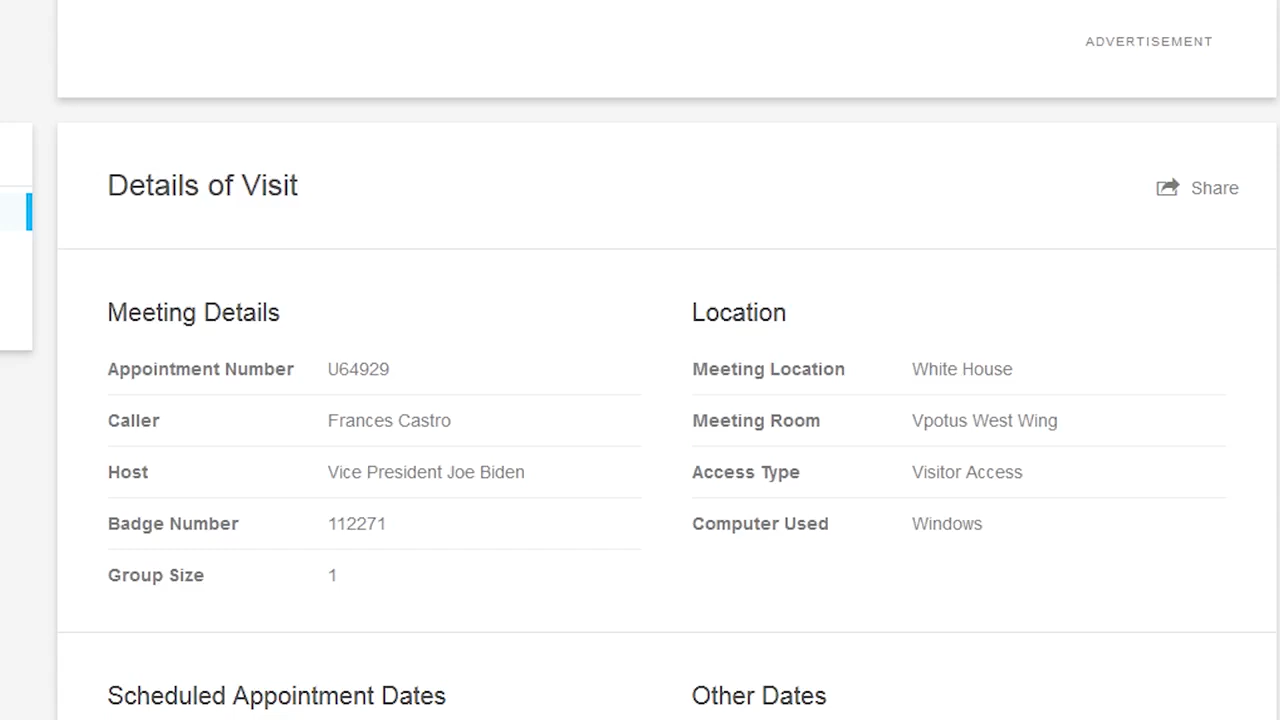 ADVERTISEMENT
Details of Visit
Share
Meeting Details
Appointment Number U64929
Caller Frances Castro
Host Vice President Joe Biden
Badge Number 112271
Group Size 1
Location
Meeting Location White House
Meeting Room Vpotus West Wing
Access Type Visitor Access
Computer Used Windows
Scheduled Appointment Dates
Other Dates